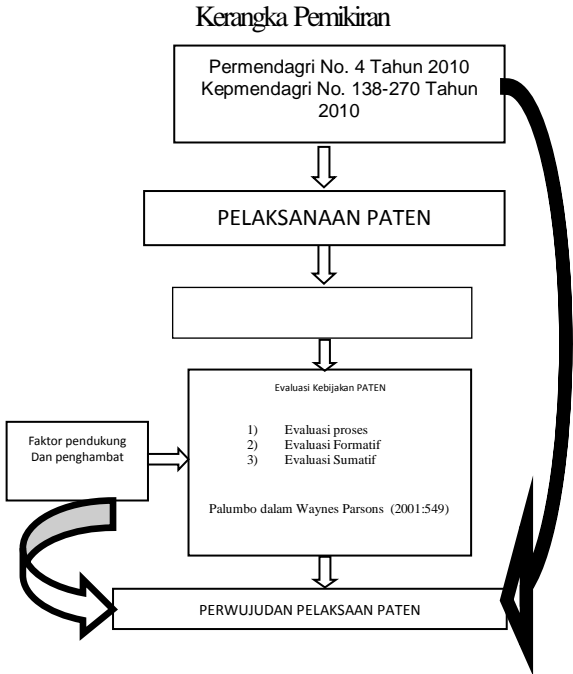 Kerangka Pemikiran
Permendagri No. 4 Tahun 2010
Kepmendagri No. 138-270 Tahun
2010
PELAKSANAAN PATEN
Evaluasi Kebijakan PATEN
1) Evaluasi proses
2) Evaluasi Formatif
3) Evaluasi Sumatif
Palumbo dalam Waynes Parsons (2001:549)
Faktor pendukung
Dan penghambat
PERWUJUDAN PELAKSAAN PATEN